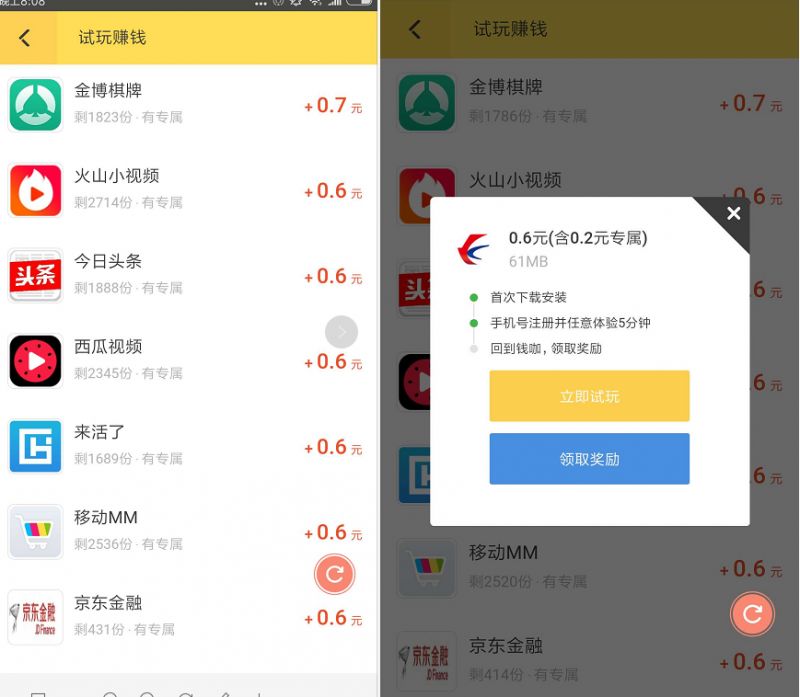 晚上8:08
试玩赚钱
金博棋牌
剩1823份·有专属
+0.7元
火山小视频
剩2714份·有专属
+0.6元
头条
今日头条
剩1888份·有专属
+0.6元
西瓜视频
剩2345份·有专属
+0.6元
来活了
剩1689份·有专属
+0.6元
移动MM
剩2536份·有专属
+0.6元
京东金融
JD Finance
京东金融
剩431份·有专属
+0.6元
试玩赚钱
金博棋牌
剩1786份·有专属
+0.7元
火山小视频
0.6元
0.6元(含0.2元专属)
61MB
首次下载安装
手机号注册并任意体验5分钟
回到钱咖，领取奖励
立即试玩
领取奖励
头
.6元
.6元
.6元
移动MM
剩2520份·有专属
+0.6元
京东金融
JD Finance
京东金融
剩414份·有专属
+0.6元